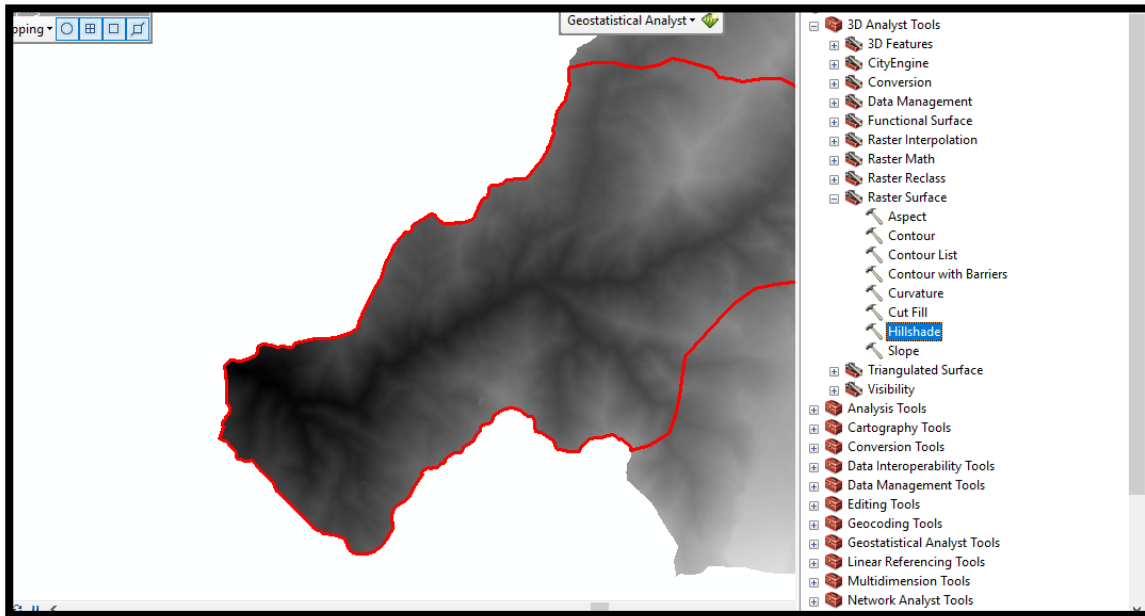 pping
Geostatistical Analyst
3D Analyst Tools
3D Features
CityEngine
Conversion
Data Management
Functional Surface
Raster Interpolation
Raster Math
Raster Reclass
Raster Surface
Aspect
Contour
Contour List
Contour with Barriers
Curvature
Cut Fill
Hillshade
Slope
Triangulated Surface
Visibility
Analysis Tools
Cartography Tools
Conversion Tools
Data Interoperability Tools
Data Management Tools
Editing Tools
Geocoding Tools
Geostatistical Analyst Tools
Linear Referencing Tools
Multidimension Tools
Network Analyst Tools